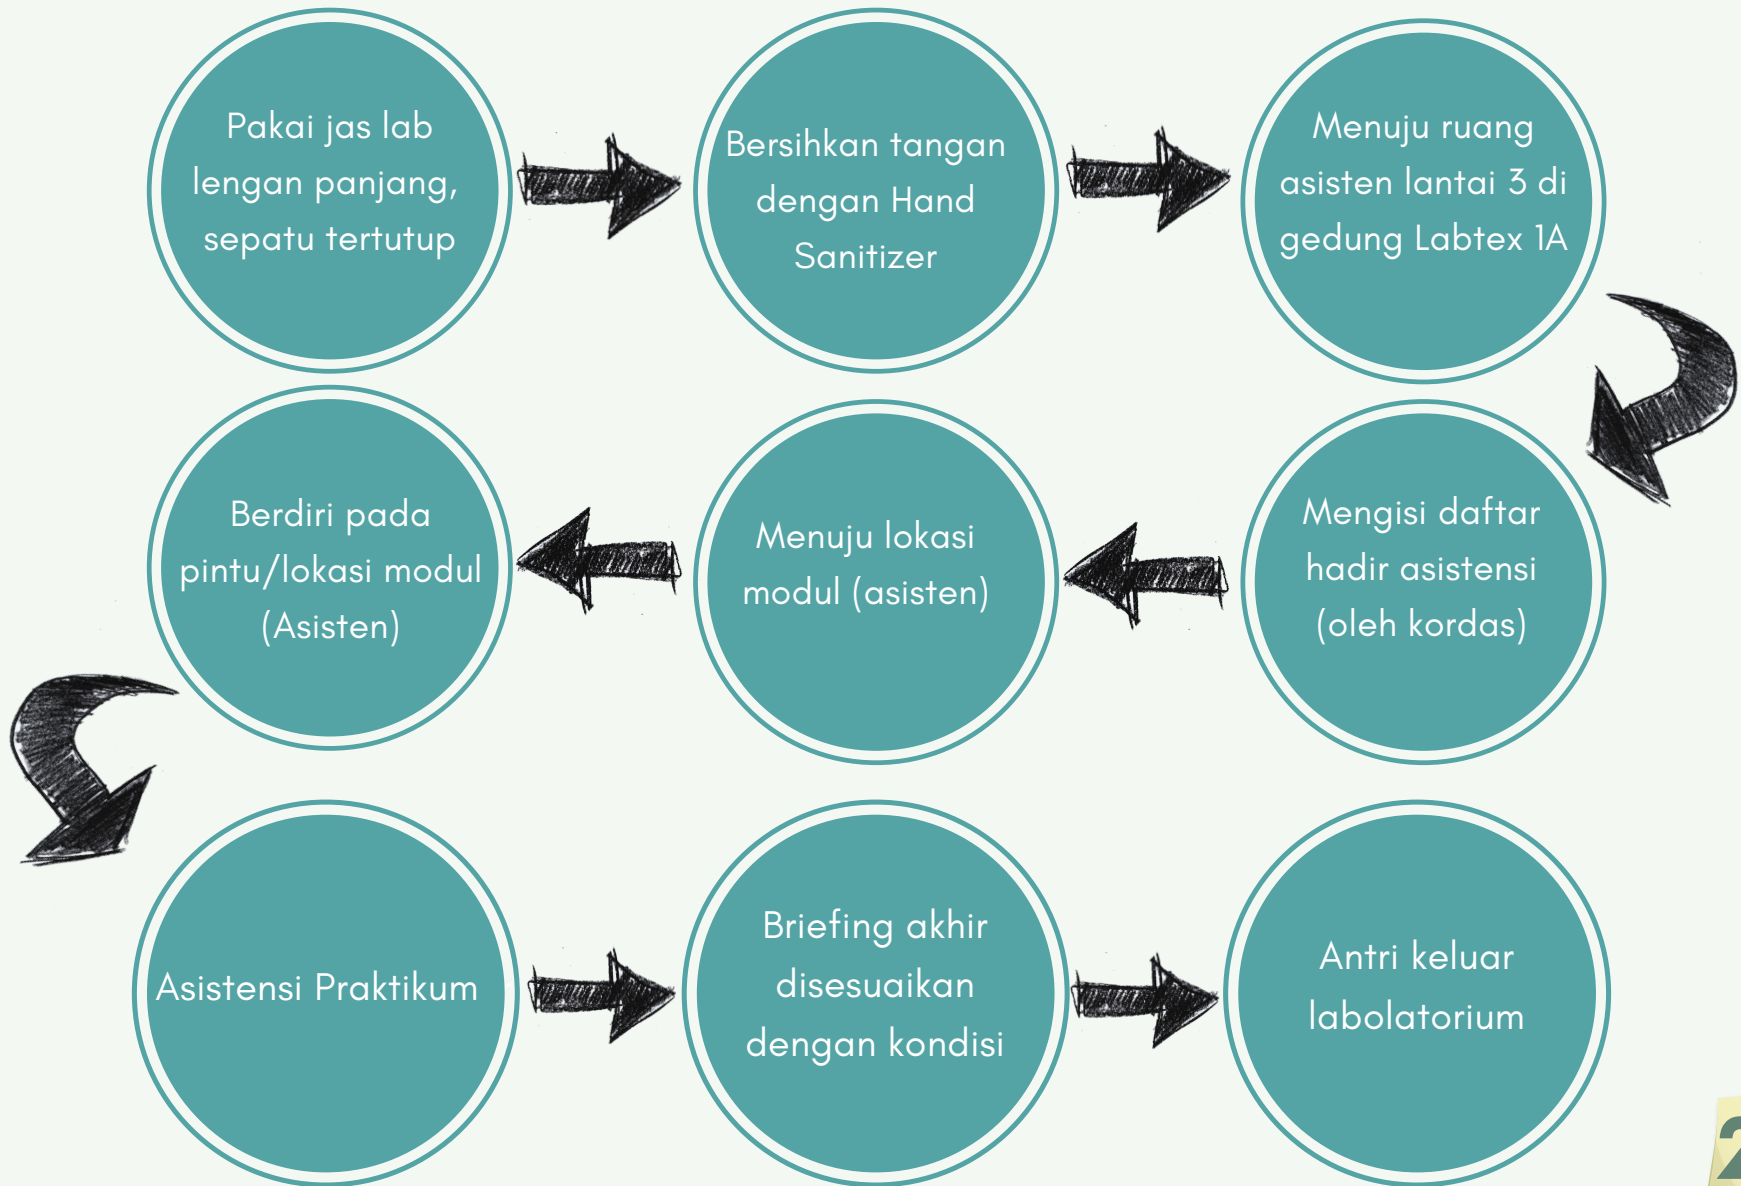 Pakai jas lab
lengan panjang,
sepatu tertutup
Bersihkan tangan
dengan Hand
Sanitizer
Menuju ruang
asisten lantai 3 di
gedung Labtex 1A
Mengisi daftar
hadir asistensi
(oleh kordas)
Menuju lokasi
modul (asisten)
Berdiri pada
pintu/lokasi modul
(Asisten)
Asistensi Praktikum
Briefing akhir
disesuaikan
dengan kondisi
Antri keluar
labolatorium